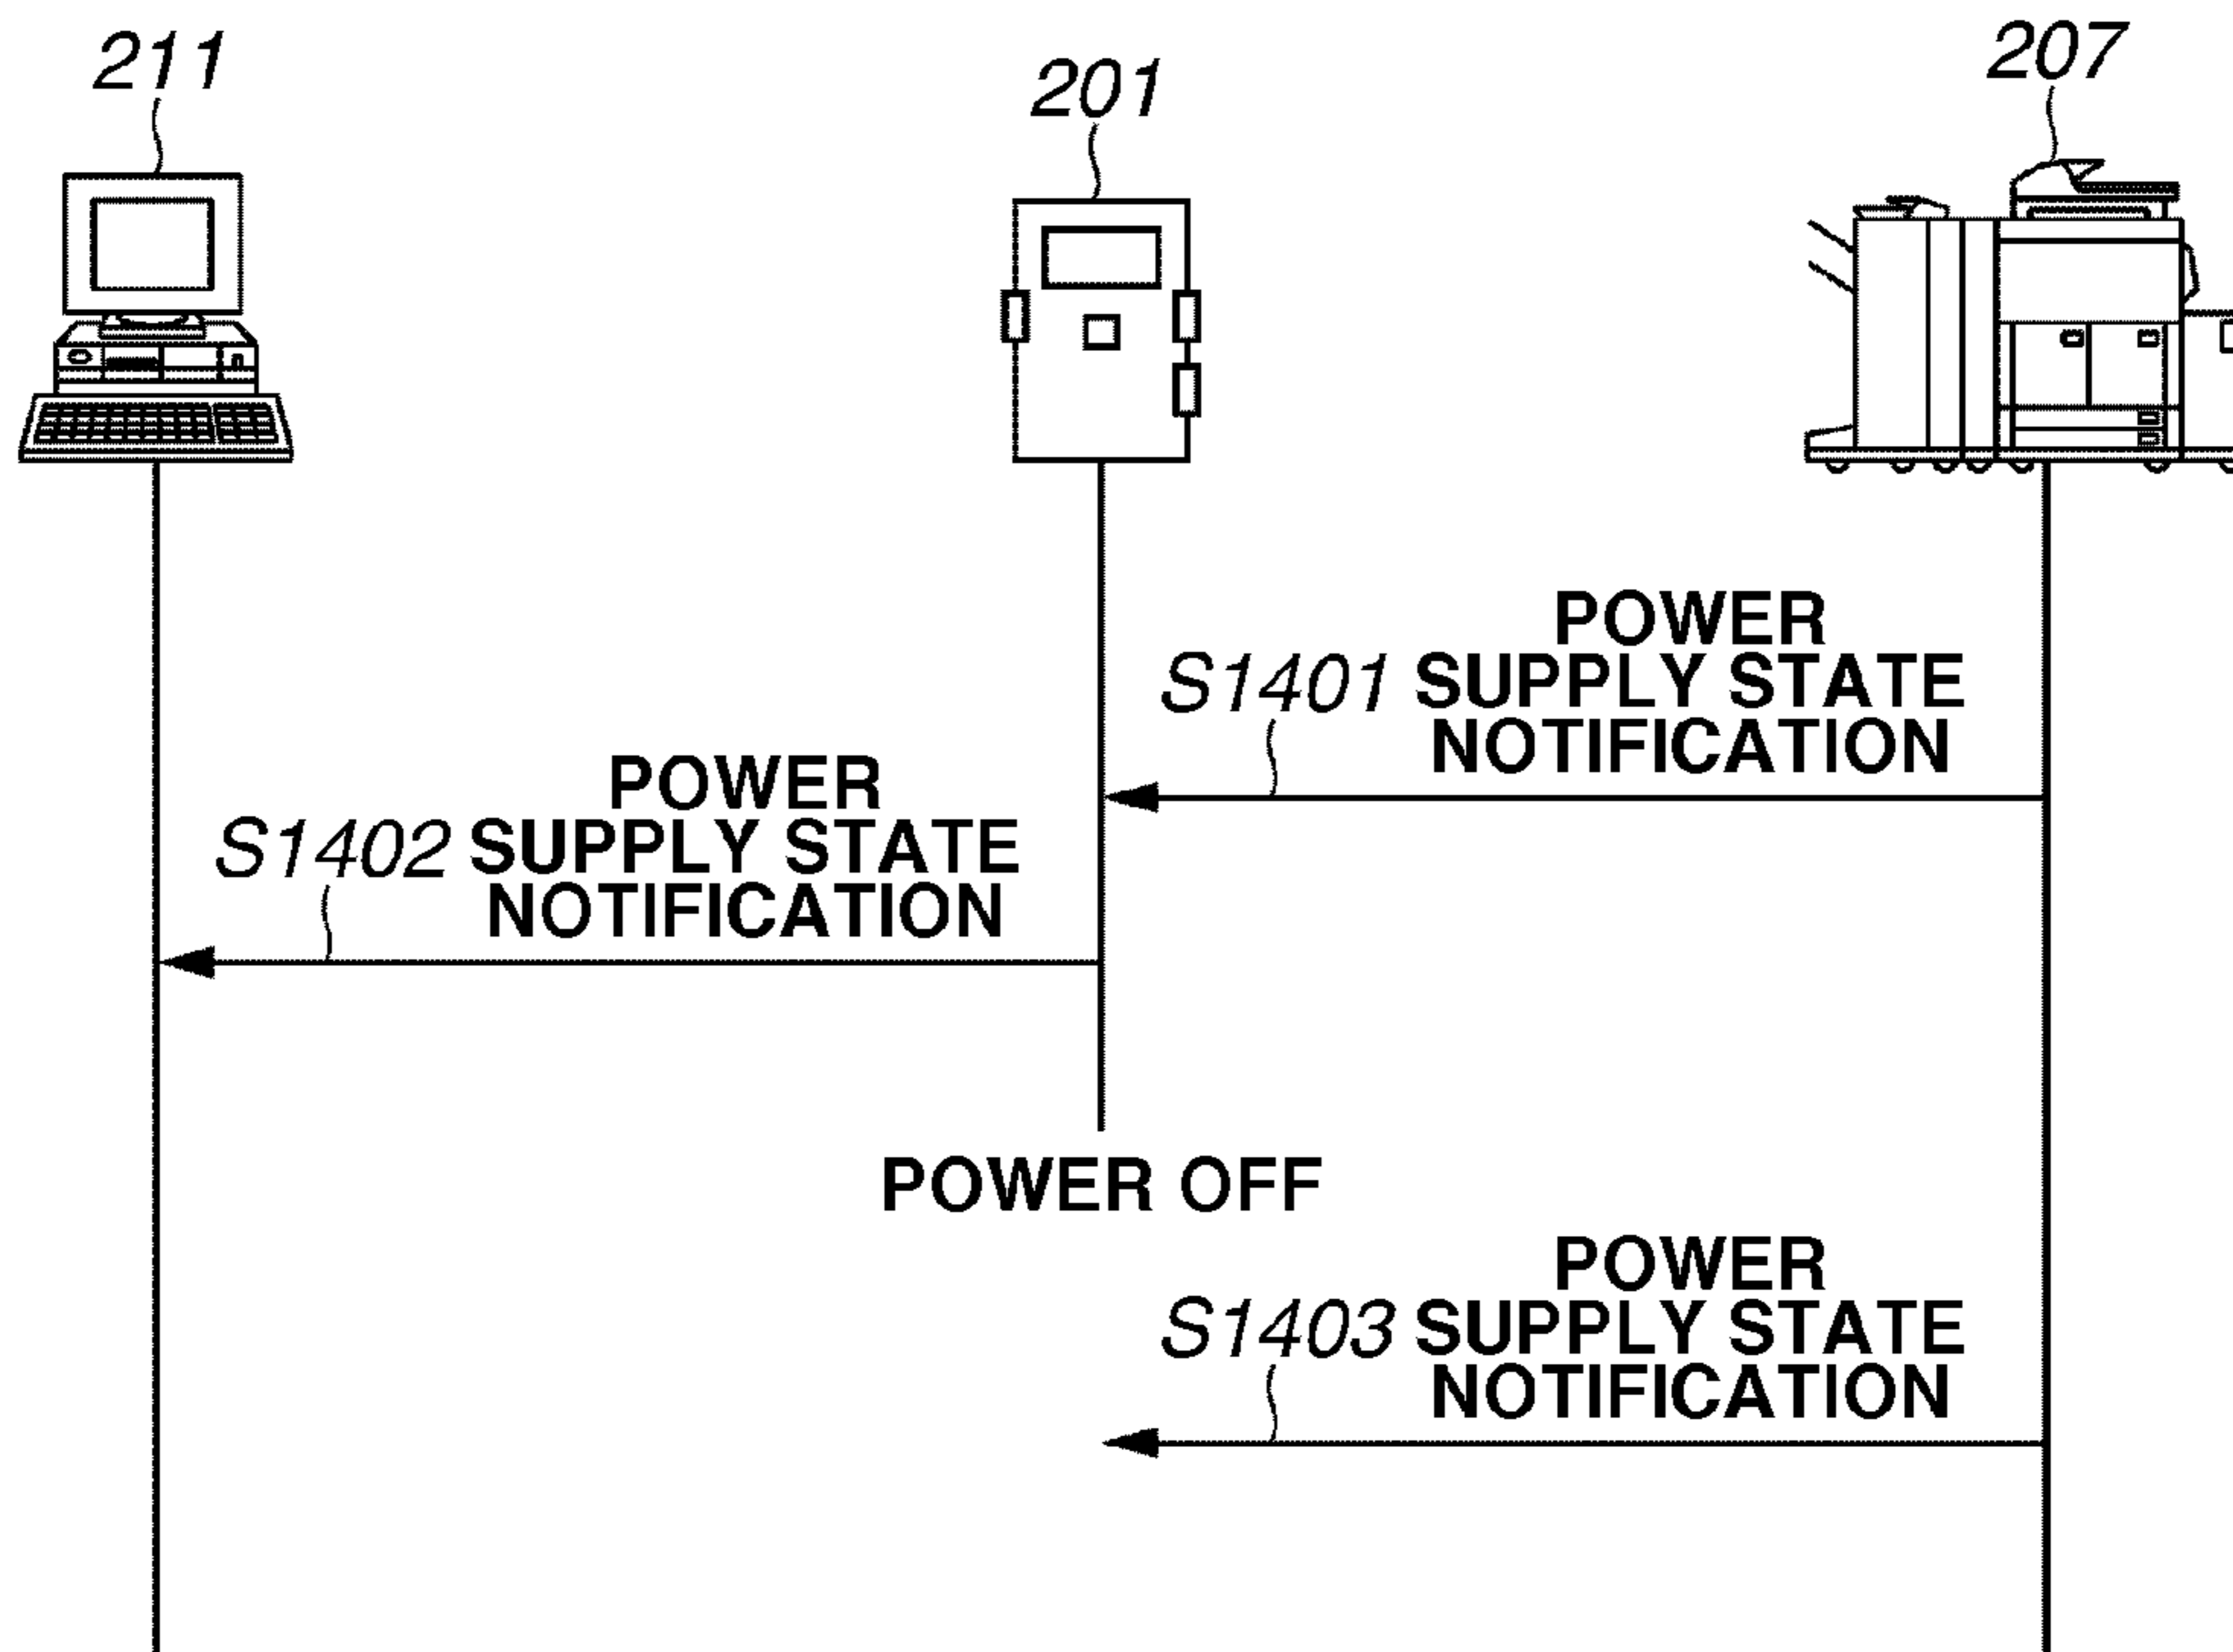 211
201
207
POWER
S1401 SUPPLY STATE
NOTIFICATION
POWER
S1402 SUPPLY STATE
NOTIFICATION
POWER OFF
POWER
S1403 SUPPLY STATE
NOTIFICATION